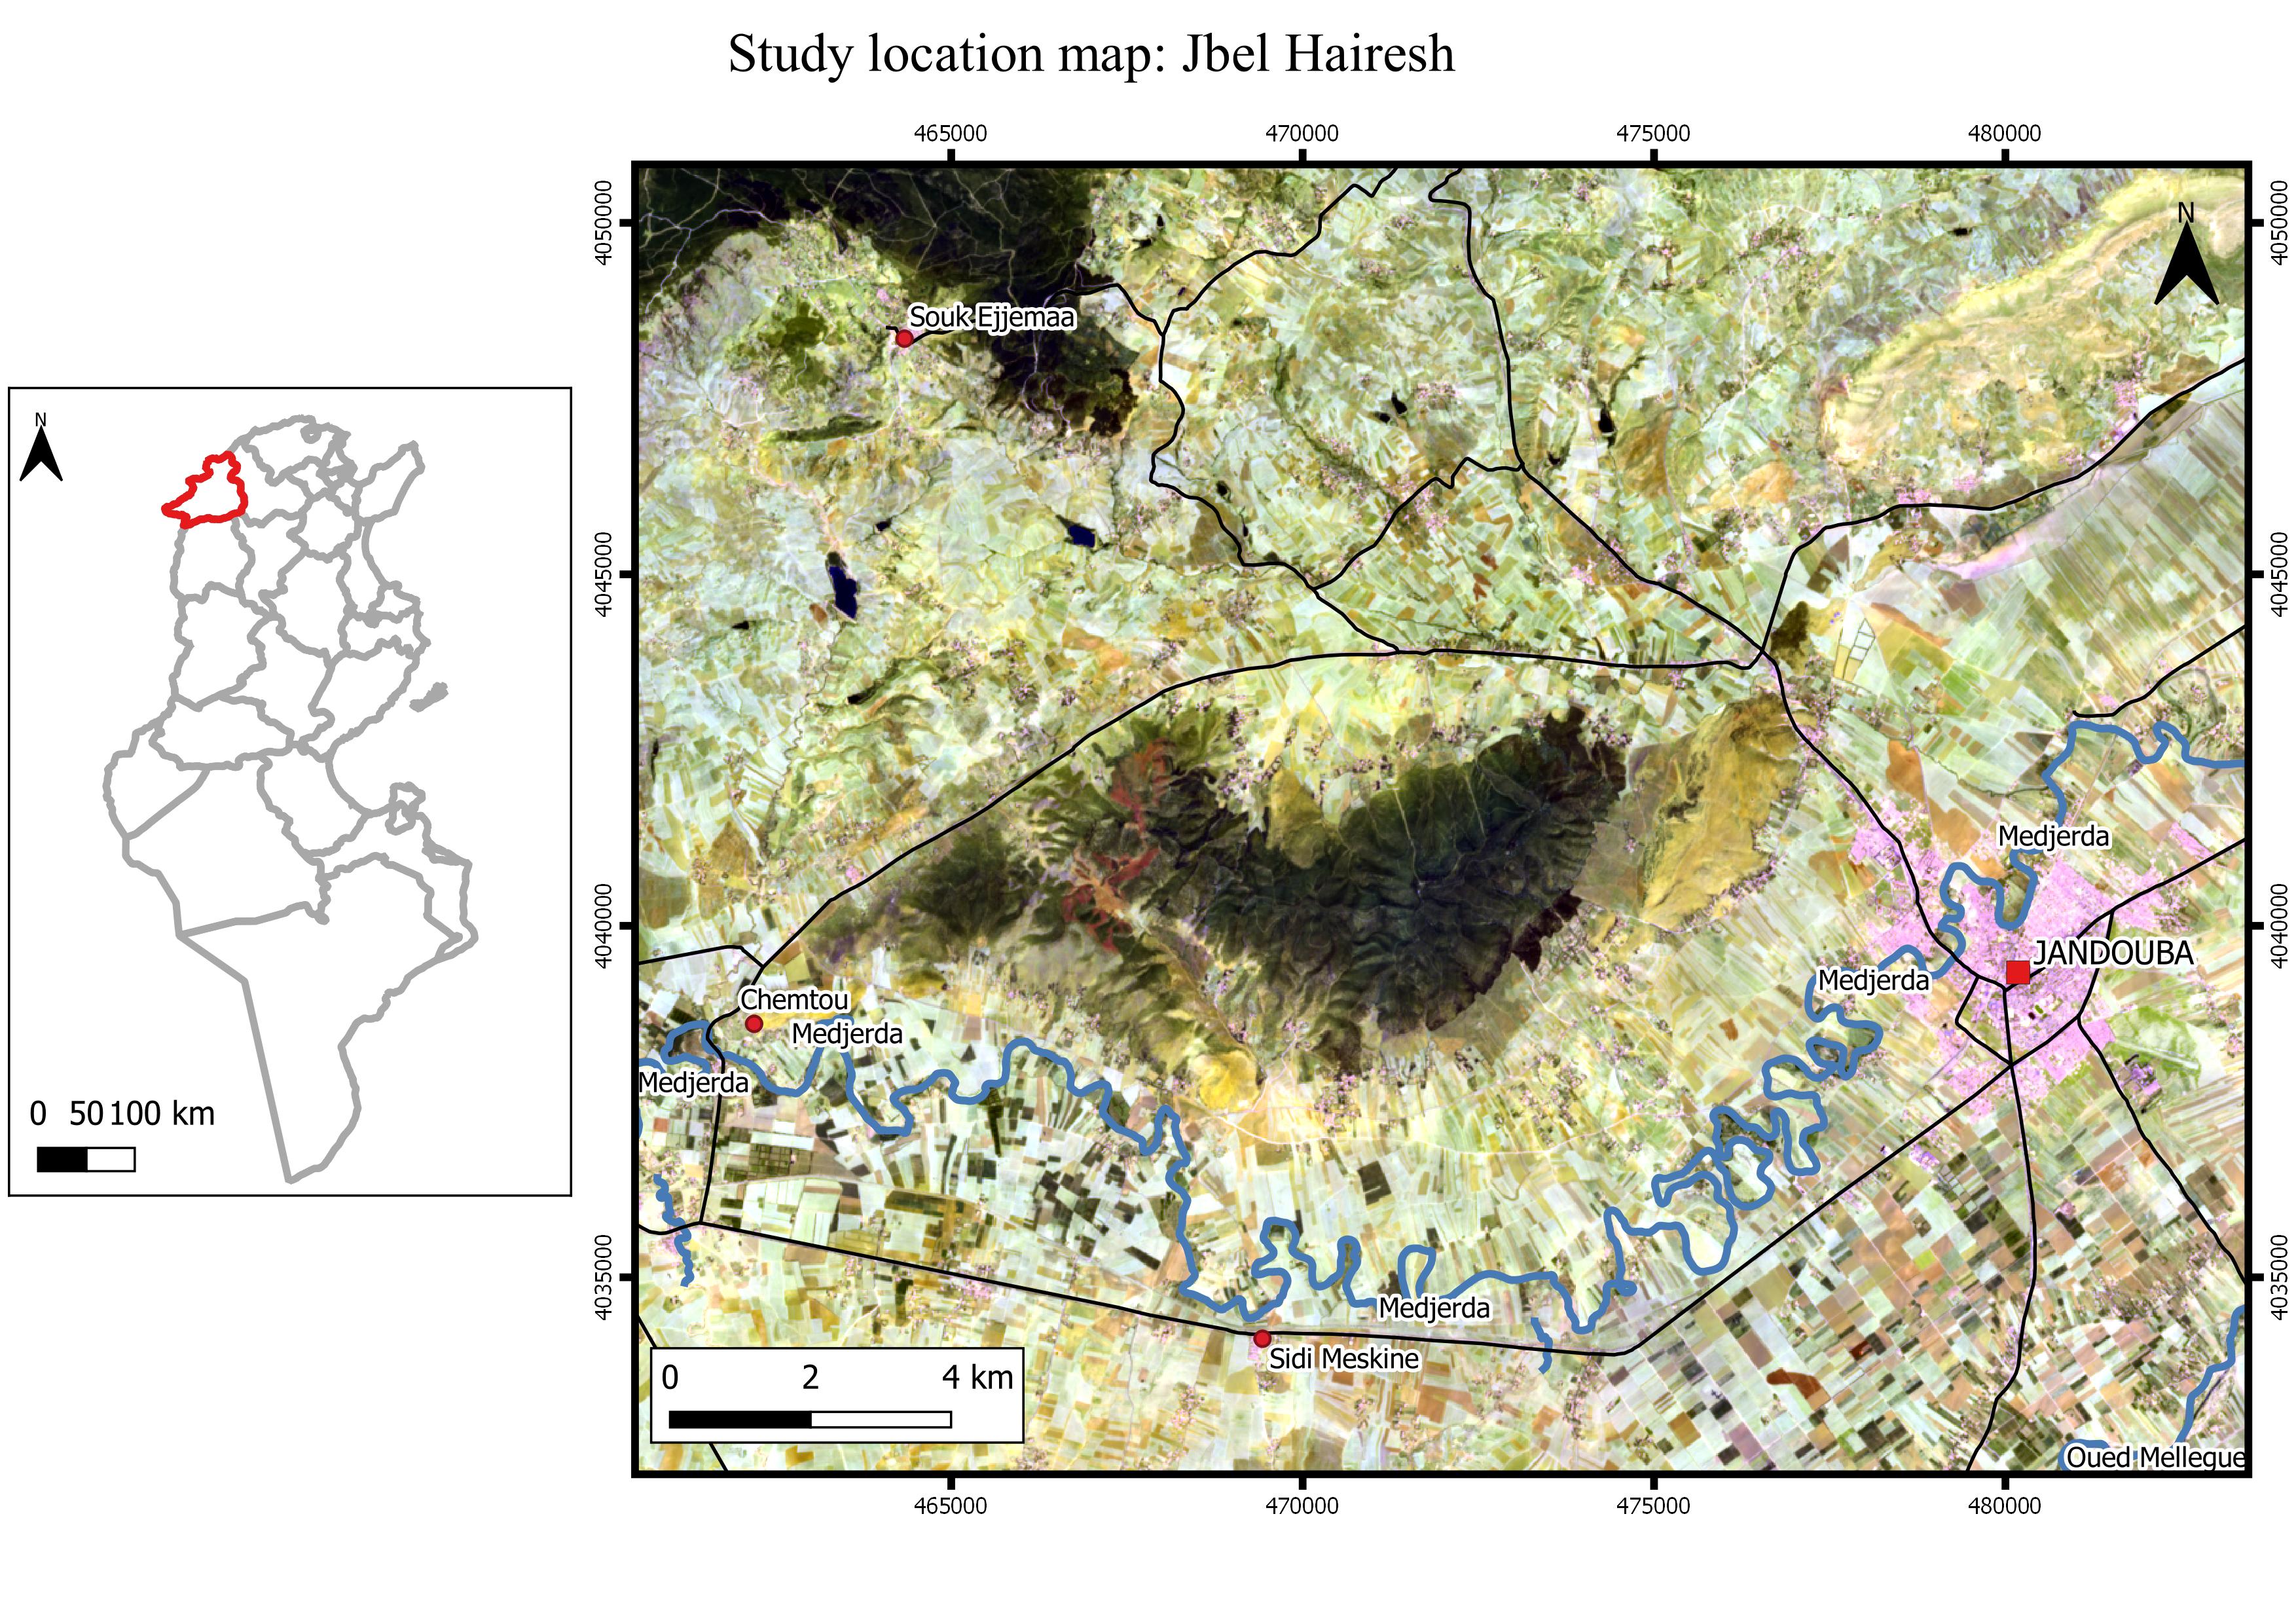 Study location map: Jbel Hairesh
465000 470000 475000 480000
4050000
4050000
N
Souk Ejjemaa
N
4045000
4045000
Medjerda
4040000
4040000
JANDOUBA
Medjerda
Chemtou
Medjerda
Medjerda
0 50 100 km
4035000
4035000
Medjerda
Sidi Meskine
0 2 4 km
Oued Mellegue
465000 470000 475000 480000